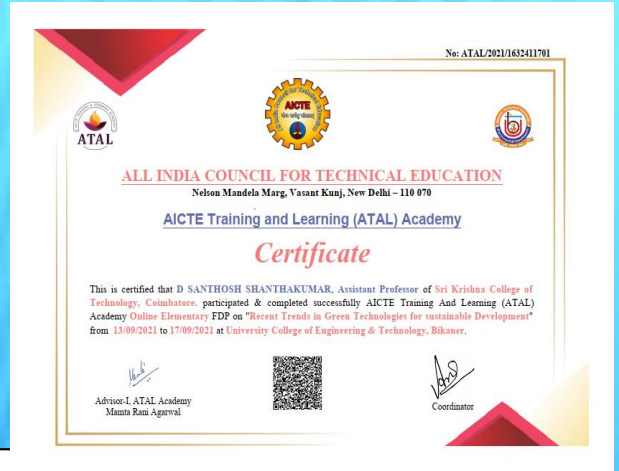 No: ATAL/2021/1632411701
ATAL
AICTE
ALL INDIA COUNCIL FOR TECHNICAL EDUCATION
Nelson Mandela Marg, Vasant Kunj, New Delhi – 110 070
AICTE Training and Learning (ATAL) Academy
Certificate
This is certified that D SANTHOSH SHANTHAKUMAR, Assistant Professor of Sri Krishna College of
Technology, Coimbatore. participated & completed successfully AICTE Training And Learning (ATAL)
Academy Online Elementary FDP on "Recent Trends in Green Technologies for sustainable Development"
from 13/09/2021 to 17/09/2021 at University College of Engineering & Technology, Bikaner.
Advisor-I, ATAL Academy
Mamta Rani Agarwal
Coordinator